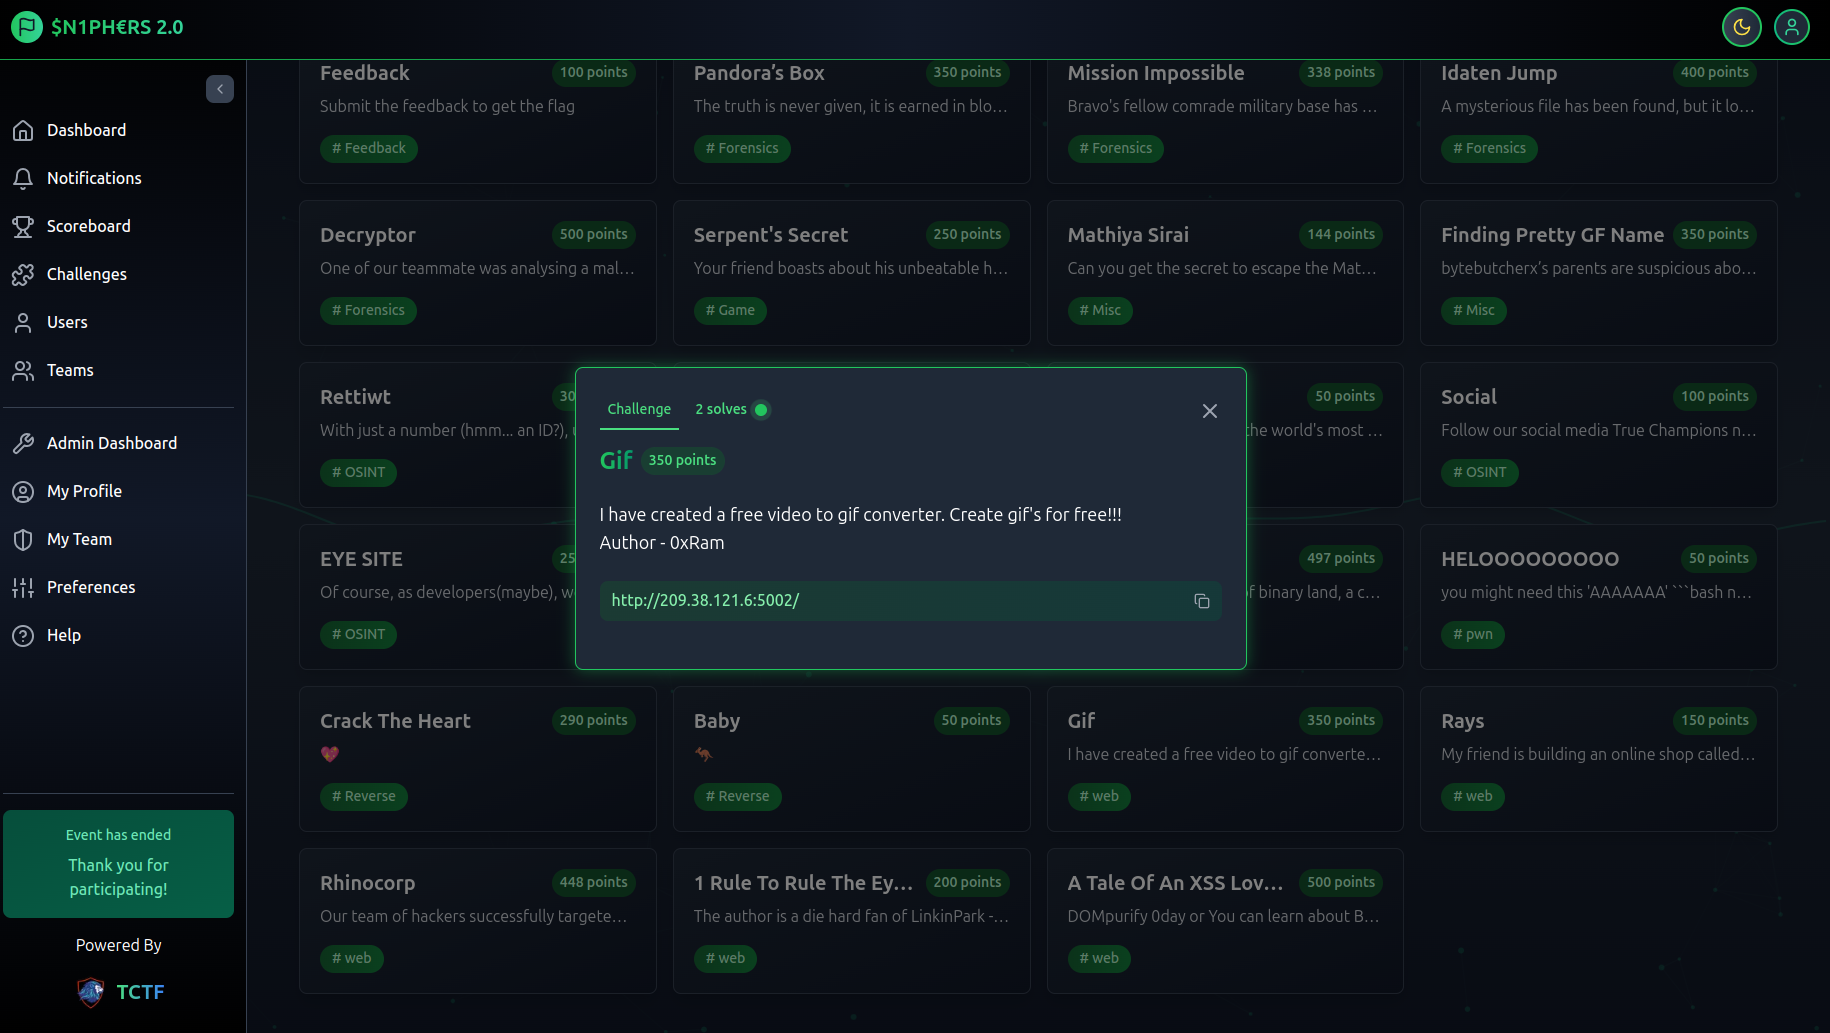 $N1PH€RS 2.0
Dashboard
Notifications
Scoreboard
Challenges
Users
Teams
Admin Dashboard
My Profile
My Team
Preferences
Help
Event has ended
Thank you for
participating!
Powered By
TCTF
Feedback 100 points
Submit the feedback to get the flag
# Feedback
Pandora’s Box 350 points
The truth is never given, it is earned in blo...
# Forensics
Mission Impossible 338 points
Bravo's fellow comrade military base has ...
# Forensics
Idaten Jump 400 points
A mysterious file has been found, but it lo...
# Forensics
Decryptor 500 points
One of our teammate was analysing a mal...
# Forensics
Serpent's Secret 250 points
Your friend boasts about his unbeatable h...
# Game
Mathiya Sirai 144 points
Can you get the secret to escape the Mat...
# Misc
Finding Pretty GF Name 350 points
bytebutcherx’s parents are suspicious abo...
# Misc
Rettiwt 30
With just a number (hmm... an ID?), u
# OSINT
50 points
the world's most ...
Social 100 points
Follow our social media True Champions n...
# OSINT
Challenge 2 solves
Gif 350 points
I have created a free video to gif converter. Create gif's for free!!!
Author - 0xRam
http://209.38.121.6:5002/
EYE SITE 25
Of course, as developers(maybe), w
# OSINT
497 points
of binary land, a c...
HELOOOOOOOOO 50 points
you might need this 'AAAAAAA' ```bash n...
# pwn
Crack The Heart 290 points
# Reverse
Baby 50 points
# Reverse
Gif 350 points
I have created a free video to gif converte...
# web
Rays 150 points
My friend is building an online shop called...
# web
Rhinocorp 448 points
Our team of hackers successfully targete...
# web
1 Rule To Rule The Ey... 200 points
The author is a die hard fan of LinkinPark -...
# web
A Tale Of An XSS Lov... 500 points
DOMpurify 0day or You can learn about B...
# web